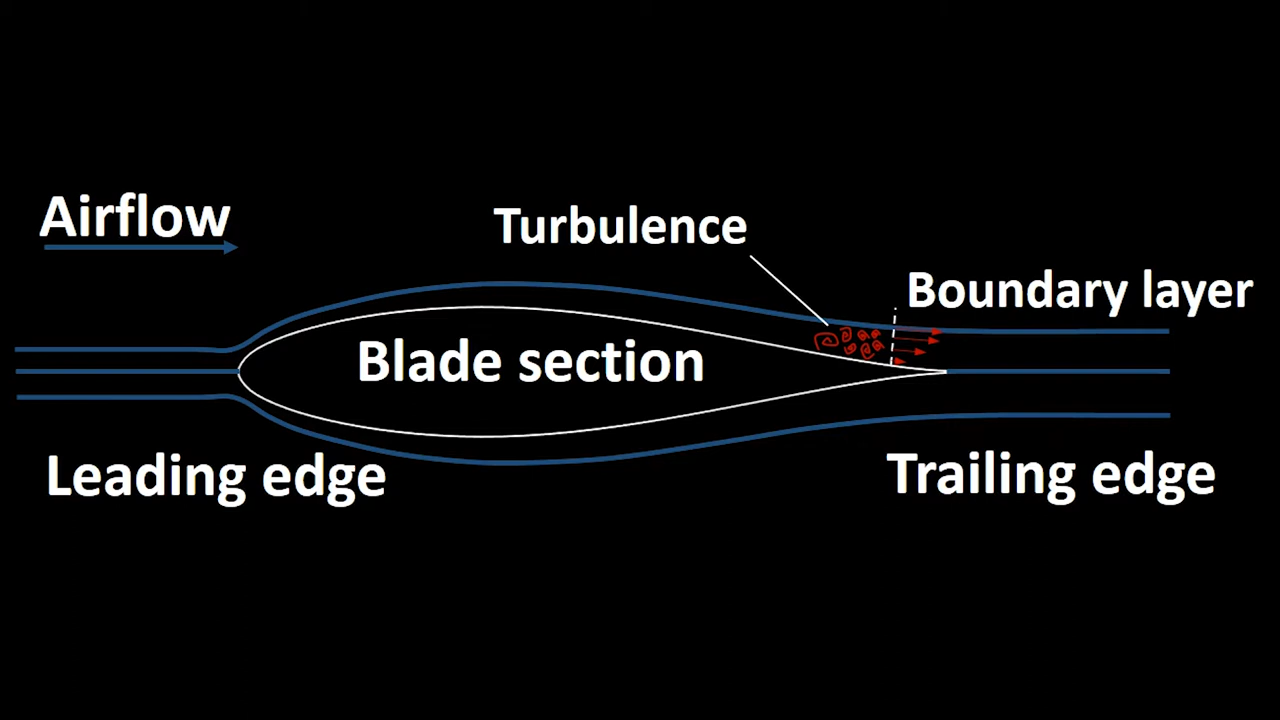 Airflow
Turbulence
Boundary layer
Blade section
Leading edge
Trailing edge